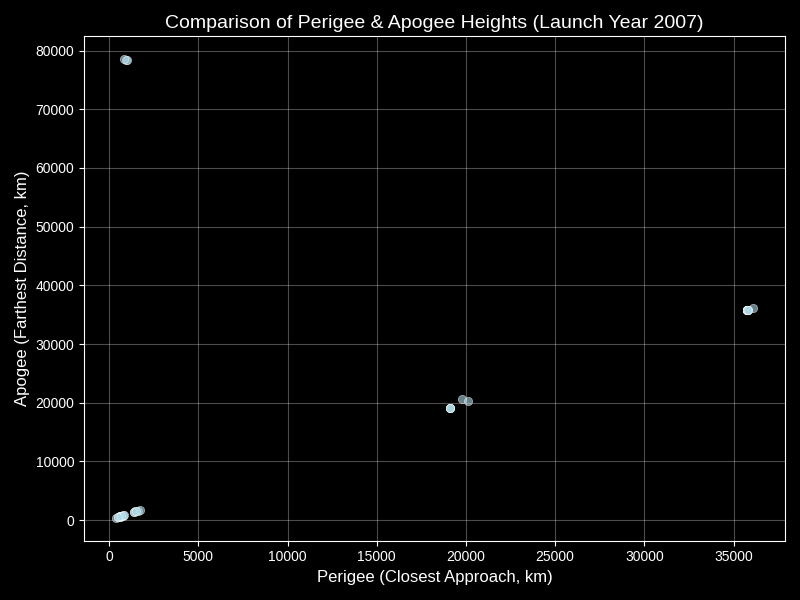 Comparison of Perigee & Apogee Heights (Launch Year 2007)
80000
70000
60000
50000
40000
30000
20000
10000
0
Apogee (Farthest Distance, km)
0 5000 10000 15000 20000 25000 30000 35000
Perigee (Closest Approach, km)